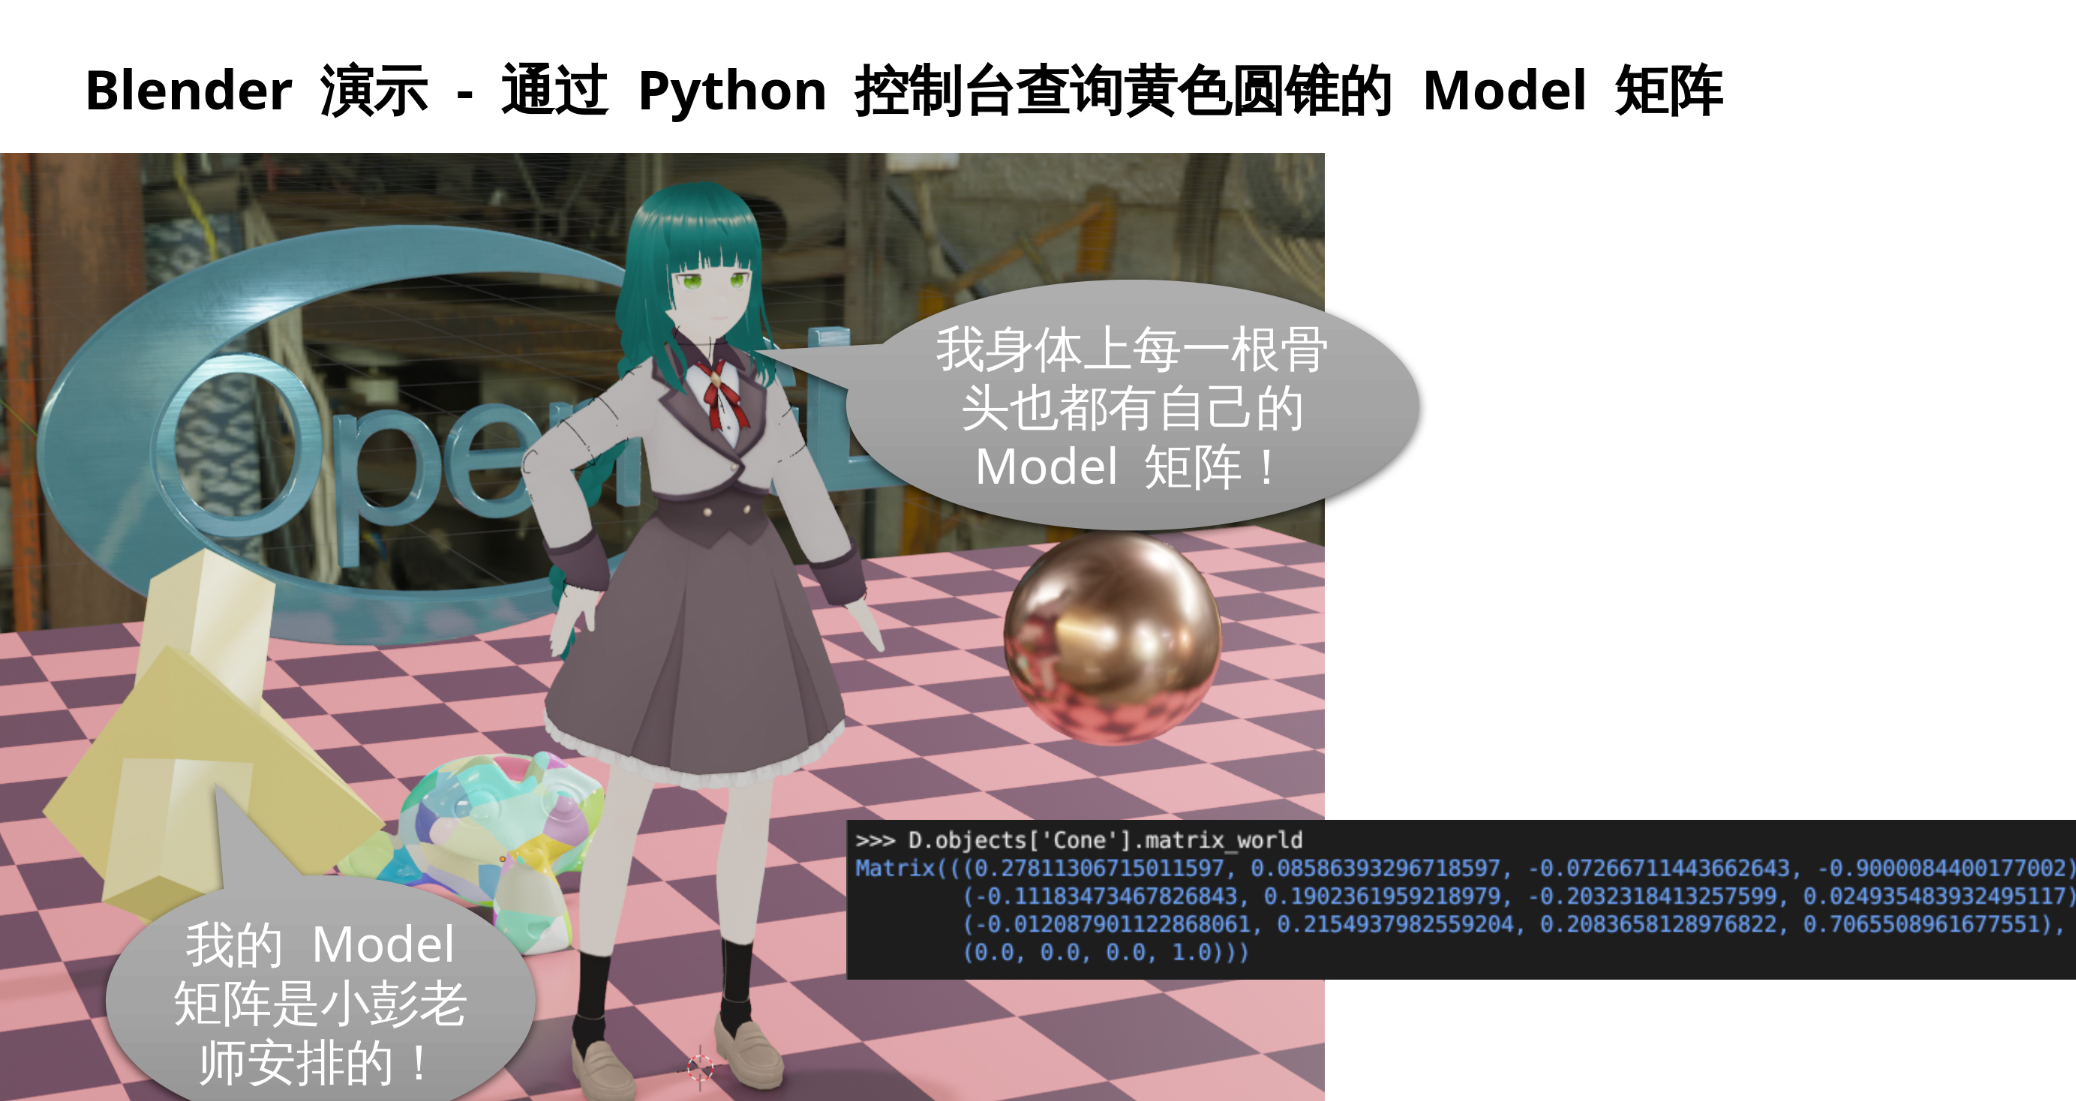 Blender 演示 - 通过 Python 控制台查询黄色圆锥的 Model 矩阵
Open L
我身体上每一根骨
头也都有自己的
Model 矩阵！
>>> D.objects['Cone'].matrix_world
Matrix(((0.27811306715011597, 0.08586393296718597, -0.07266711443662643, -0.9000084400177002)
(-0.11183473467826843, 0.1902361959218979, -0.2032318413257599, 0.024935483932495117)
(-0.0120879011228680​61, 0.2154937982559204, 0.2083658128976822, 0.7065508961677551),
(0.0, 0.0, 0.0, 1.0)))
我的 Model
矩阵是小彭老
师安排的！